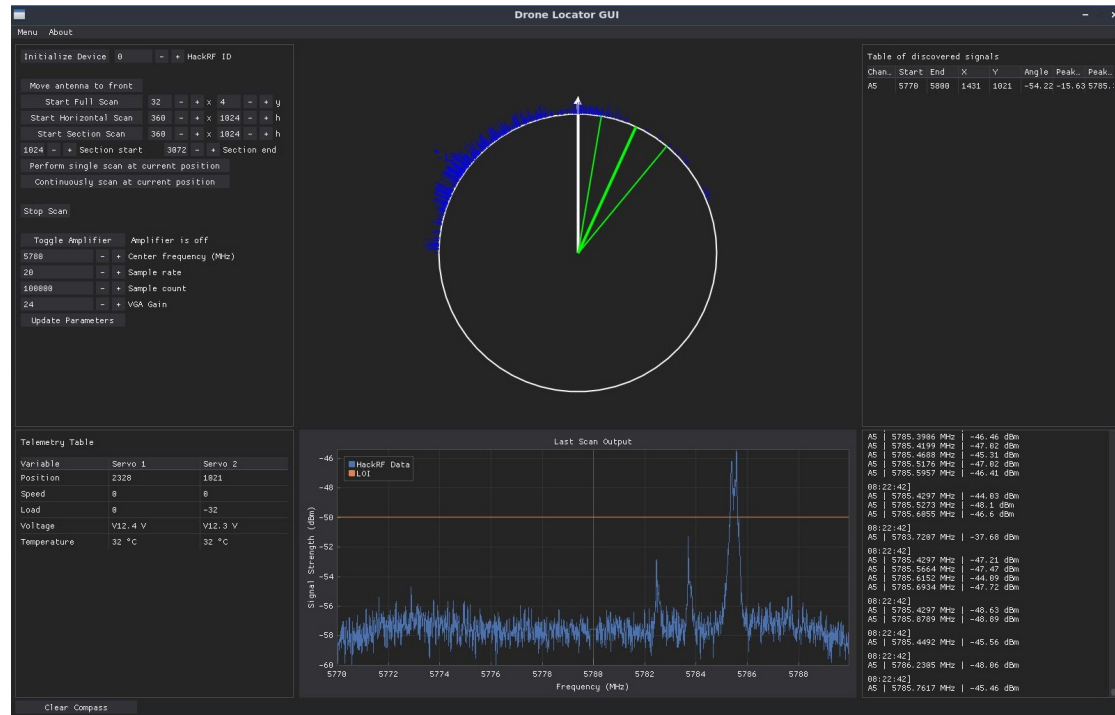 Drone Locator GUI
Menu About
Initialize Device 0 - + HackRF ID
Move antenna to front
Start Full Scan 32 - + x 4 - + y
Start Horizontal Scan 360 - + x 1024 - + h
Start Section Scan 360 - + x 1024 - + h
1024 - + Section start 3072 - + Section end
Perform single scan at current position
Continuously scan at current position
Stop Scan
Toggle Amplifier Amplifier is off
5780 - + Center frequency (MHz)
20 - + Sample rate
100000 - + Sample count
24 - + VGA Gain
Update Parameters
Table of discovered signals
Chan.. Start End X Y Angle Peak.. Peak..
A5 5770 5800 1431 1021 -54.22 -15.63 5785.
Telemetry Table
Variable Servo 1 Servo 2
Position 2328 1021
Speed 0 0
Load 0 -32
Voltage V12.4 V V12.3 V
Temperature 32 °C 32 °C
Last Scan Output
HackRF Data
LOI
Signal Strength (dBm)
-46
-48
-50
-52
-54
-56
-58
-60
5770 5772 5774 5776 5778 5780 5782 5784 5786 5788
Frequency (MHz)
A5 | 5785.3906 MHz | -46.46 dBm
A5 | 5785.4199 MHz | -47.02 dBm
A5 | 5785.4688 MHz | -45.31 dBm
A5 | 5785.5176 MHz | -47.02 dBm
A5 | 5785.5957 MHz | -46.41 dBm
08:22:42]
A5 | 5785.4297 MHz | -44.03 dBm
A5 | 5785.5273 MHz | -48.1 dBm
A5 | 5785.6055 MHz | -46.6 dBm
08:22:42]
A5 | 5783.7207 MHz | -37.68 dBm
08:22:42]
A5 | 5785.4297 MHz | -47.21 dBm
A5 | 5785.5664 MHz | -47.47 dBm
A5 | 5785.6152 MHz | -44.09 dBm
A5 | 5785.6934 MHz | -47.72 dBm
08:22:42]
A5 | 5785.4297 MHz | -48.63 dBm
A5 | 5785.8789 MHz | -48.89 dBm
08:22:42]
A5 | 5785.4492 MHz | -45.56 dBm
08:22:42]
A5 | 5786.2305 MHz | -48.06 dBm
08:22:42]
A5 | 5785.7617 MHz | -45.46 dBm
Clear Compass